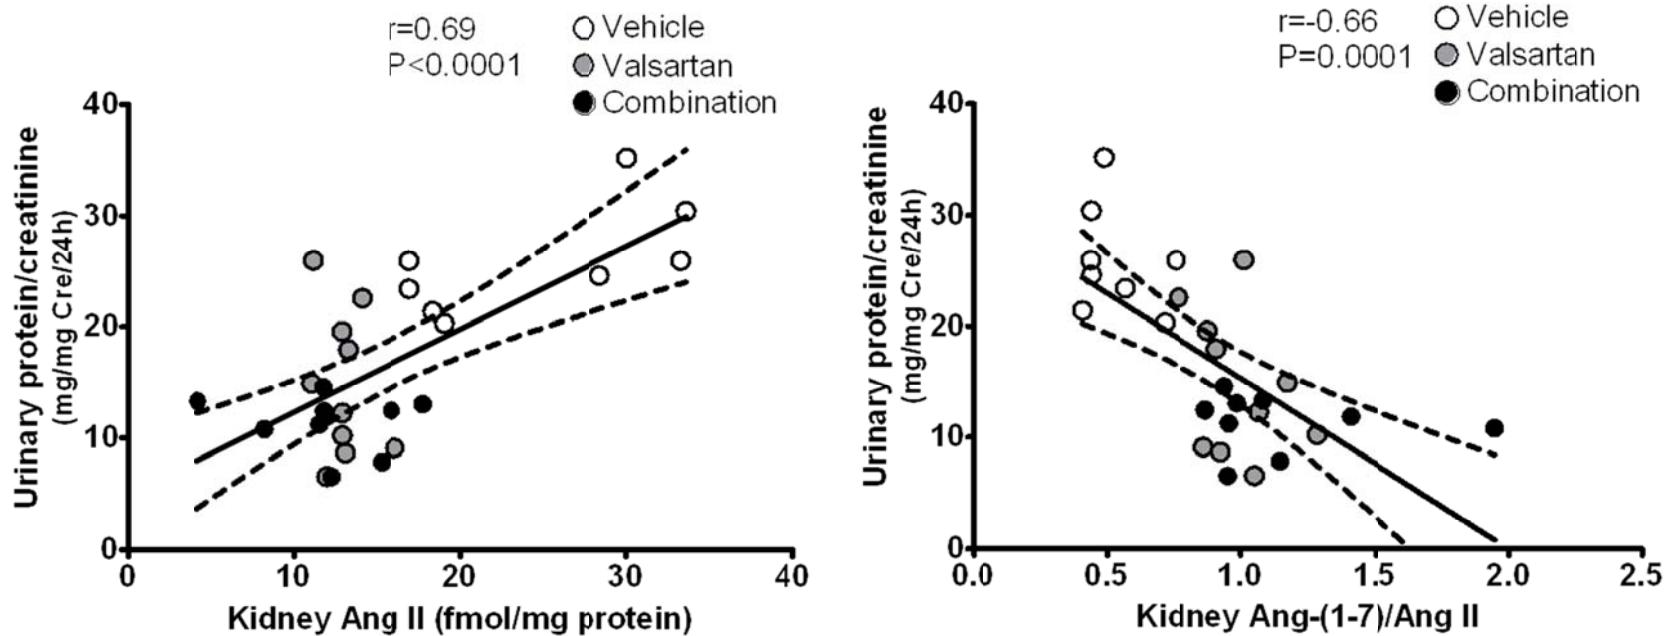 r=0.69
P<0.0001
Vehicle
Valsartan
Combination
Urinary protein/creatinine
(mg/mg Cre/24h)
40
30
20
10
0
0 10 20 30 40
Kidney Ang II (fmol/mg protein)
r=-0.66
P=0.0001
Vehicle
Valsartan
Combination
Urinary protein/creatinine
(mg/mg Cre/24h)
40
30
20
10
0
0.0 0.5 1.0 1.5 2.0 2.5
Kidney Ang-(1-7)/Ang II